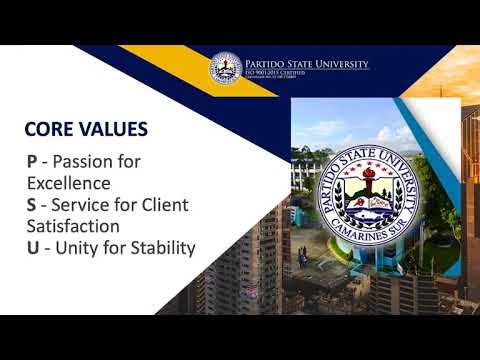 PARTIDO STATE UNIVERSITY
ISO 9001:2015 CERTIFIED
CORE VALUES
P - Passion for
Excellence
S - Service for Client
Satisfaction
U - Unity for Stability
PARTIDO STATE UNIVERSITY
CAMARINES SUR